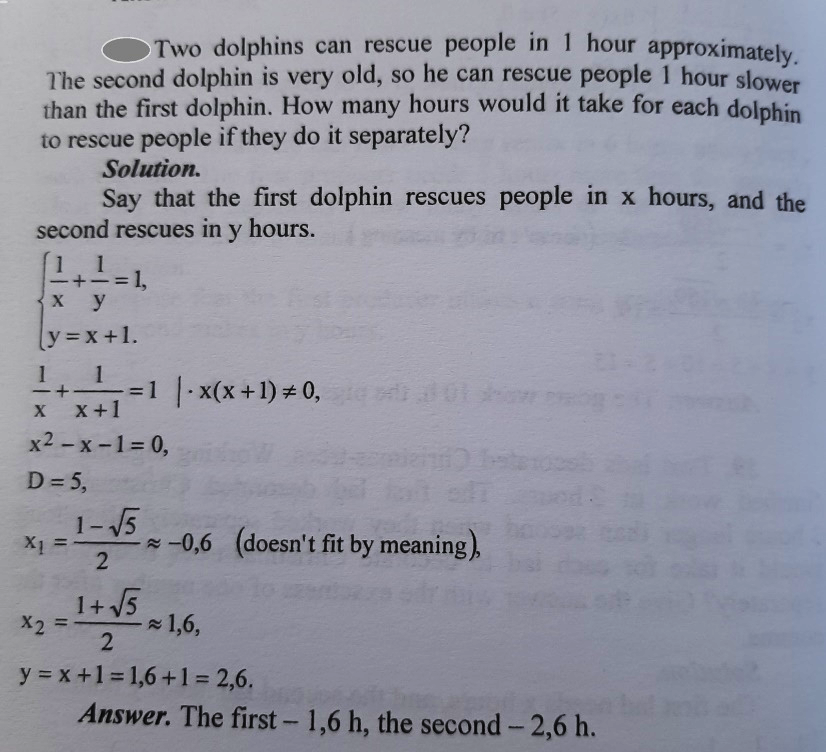 Two dolphins can rescue people in 1 hour approximately.
The second dolphin is very old, so he can rescue people 1 hour slower
than the first dolphin. How many hours would it take for each dolphin
to rescue people if they do it separately?
Solution.
Say that the first dolphin rescues people in x hours, and the
second rescues in y hours.
{ 1/x + 1/y = 1,
y = x + 1.
1/x + 1/(x+1) = 1 | · x(x + 1) ≠ 0,
x² – x – 1 = 0,
D = 5,
x₁ = (1 – √5)/2 ≈ –0,6 (doesn't fit by meaning),
x₂ = (1 + √5)/2 ≈ 1,6,
y = x + 1 = 1,6 + 1 = 2,6.
Answer. The first – 1,6 h, the second – 2,6 h.